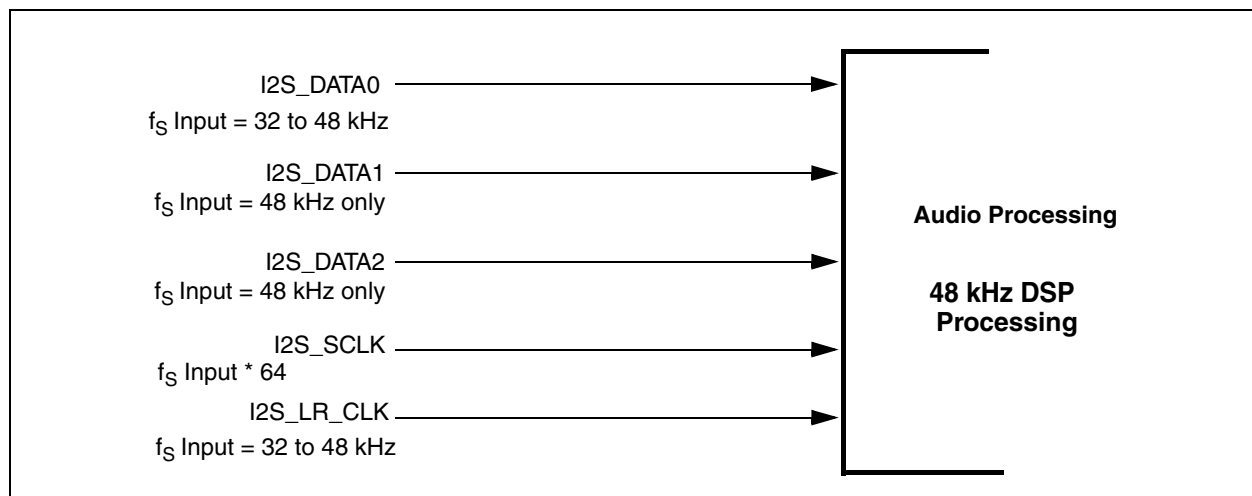 I2S_DATA0
fS Input = 32 to 48 kHz
I2S_DATA1
fS Input = 48 kHz only
I2S_DATA2
fS Input = 48 kHz only
I2S_SCLK
fS Input * 64
I2S_LR_CLK
fS Input = 32 to 48 kHz
Audio Processing
48 kHz DSP
Processing